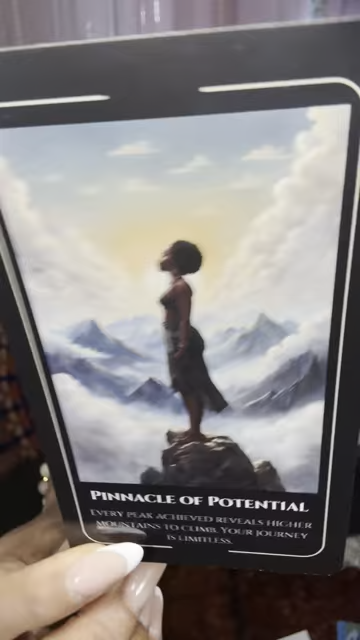 PINNACLE OF POTENTIAL
EVERY PEAK ACHIEVED REVEALS HIGHER
MOUNTAINS TO CLIMB. YOUR JOURNEY
IS LIMITLESS.